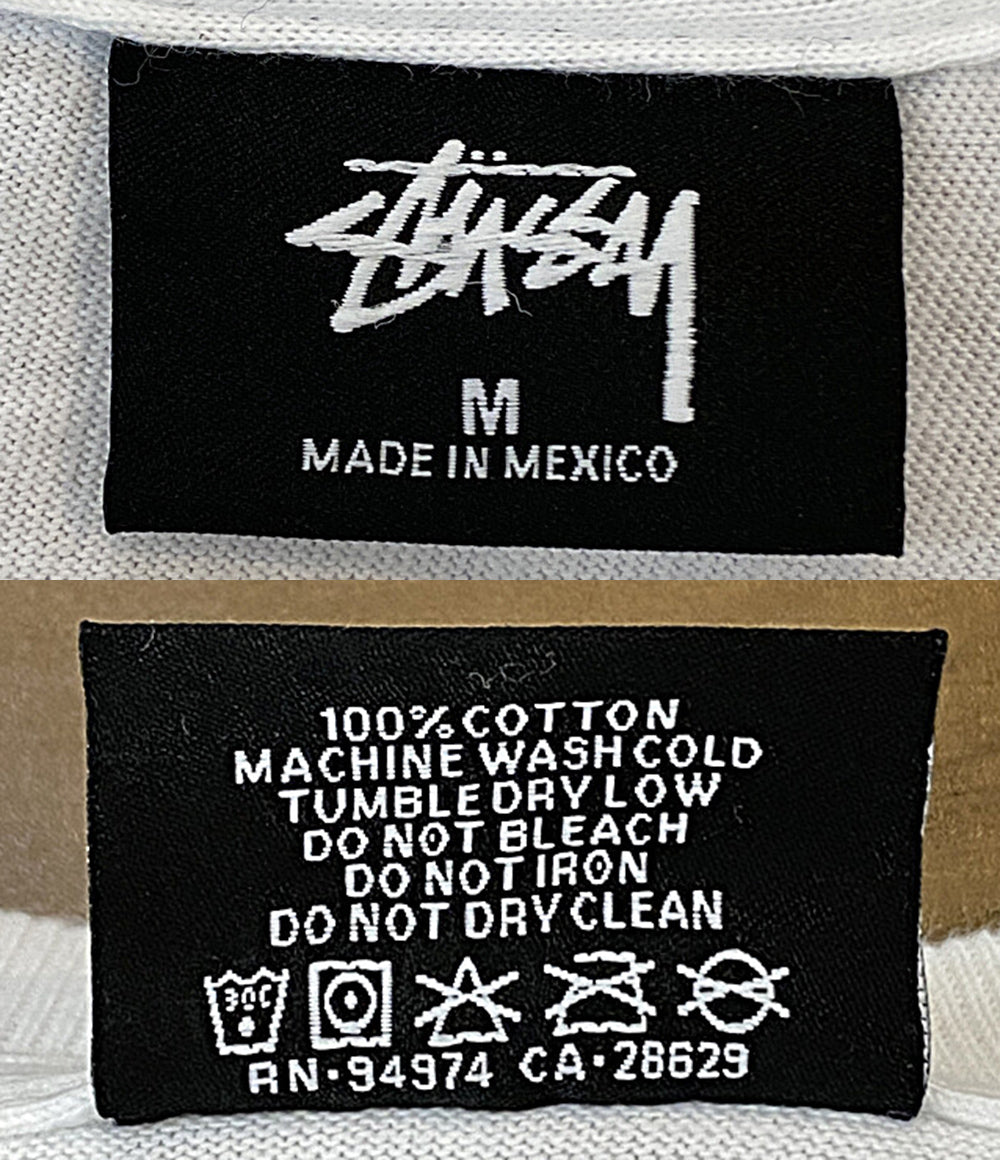 STÜSSY
M
MADE IN MEXICO
100% COTTON
MACHINE WASH COLD
TUMBLE DRY LOW
DO NOT BLEACH
DO NOT IRON
DO NOT DRY CLEAN
30C
RN·94974 CA·28629